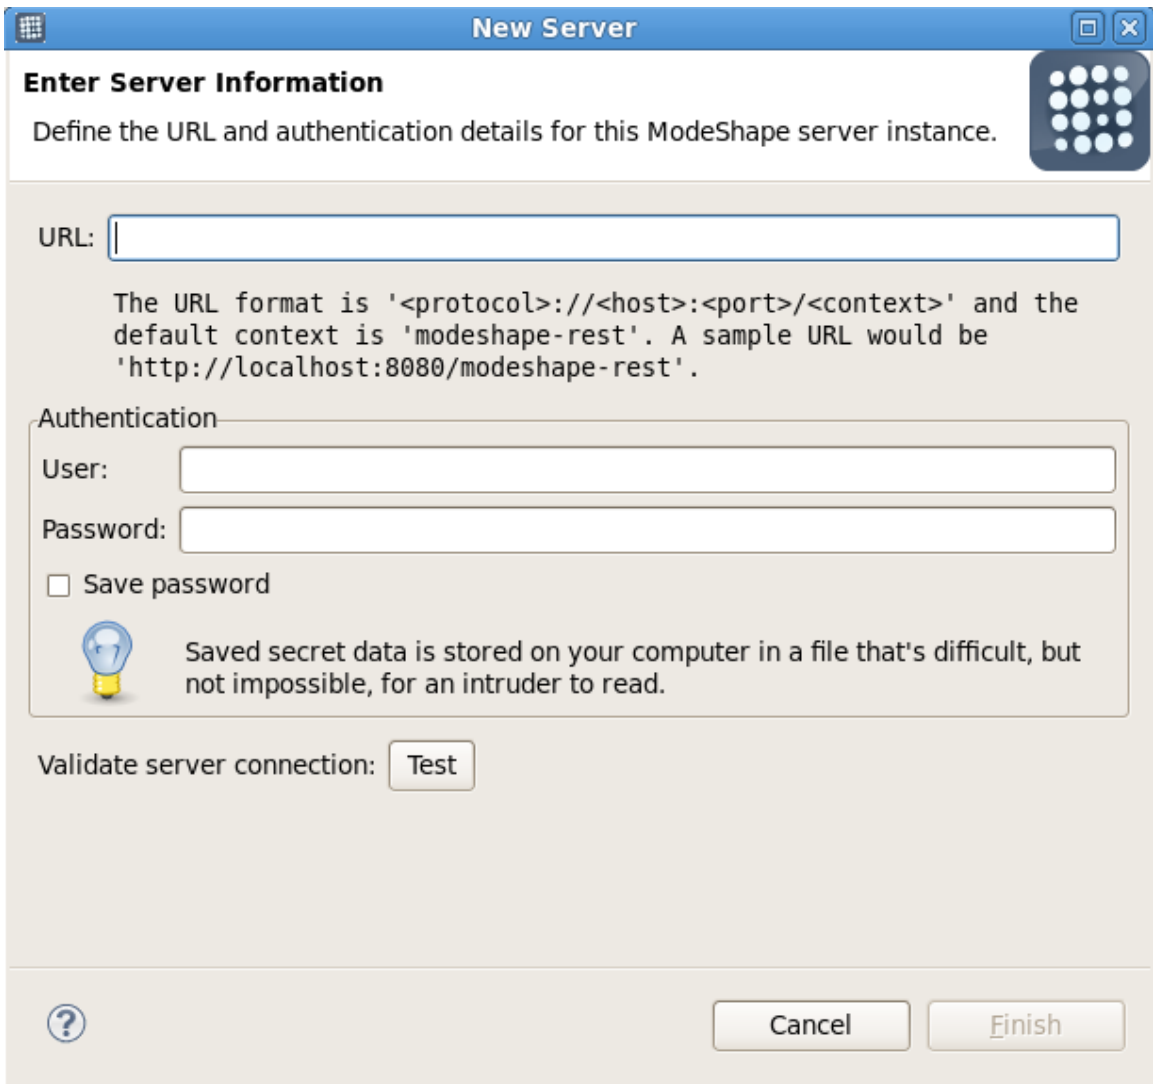 New Server
Enter Server Information
Define the URL and authentication details for this ModeShape server instance.
URL:
The URL format is '<protocol>://<host>:<port>/<context>' and the
default context is 'modeshape-rest'. A sample URL would be
'http://localhost:8080/modeshape-rest'.
Authentication
User:
Password:
Save password
Saved secret data is stored on your computer in a file that's difficult, but
not impossible, for an intruder to read.
Validate server connection: Test
? Cancel Finish